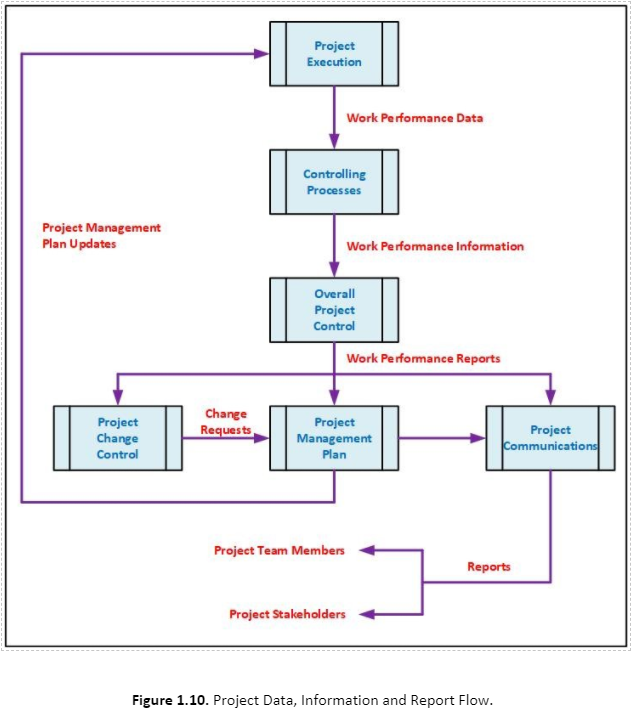 Project
Execution
Work Performance Data
Controlling
Processes
Project Management
Plan Updates
Work Performance Information
Overall
Project
Control
Work Performance Reports
Project
Change
Control
Change
Requests
Project
Management
Plan
Project
Communications
Project Team Members
Reports
Project Stakeholders
Figure 1.10. Project Data, Information and Report Flow.